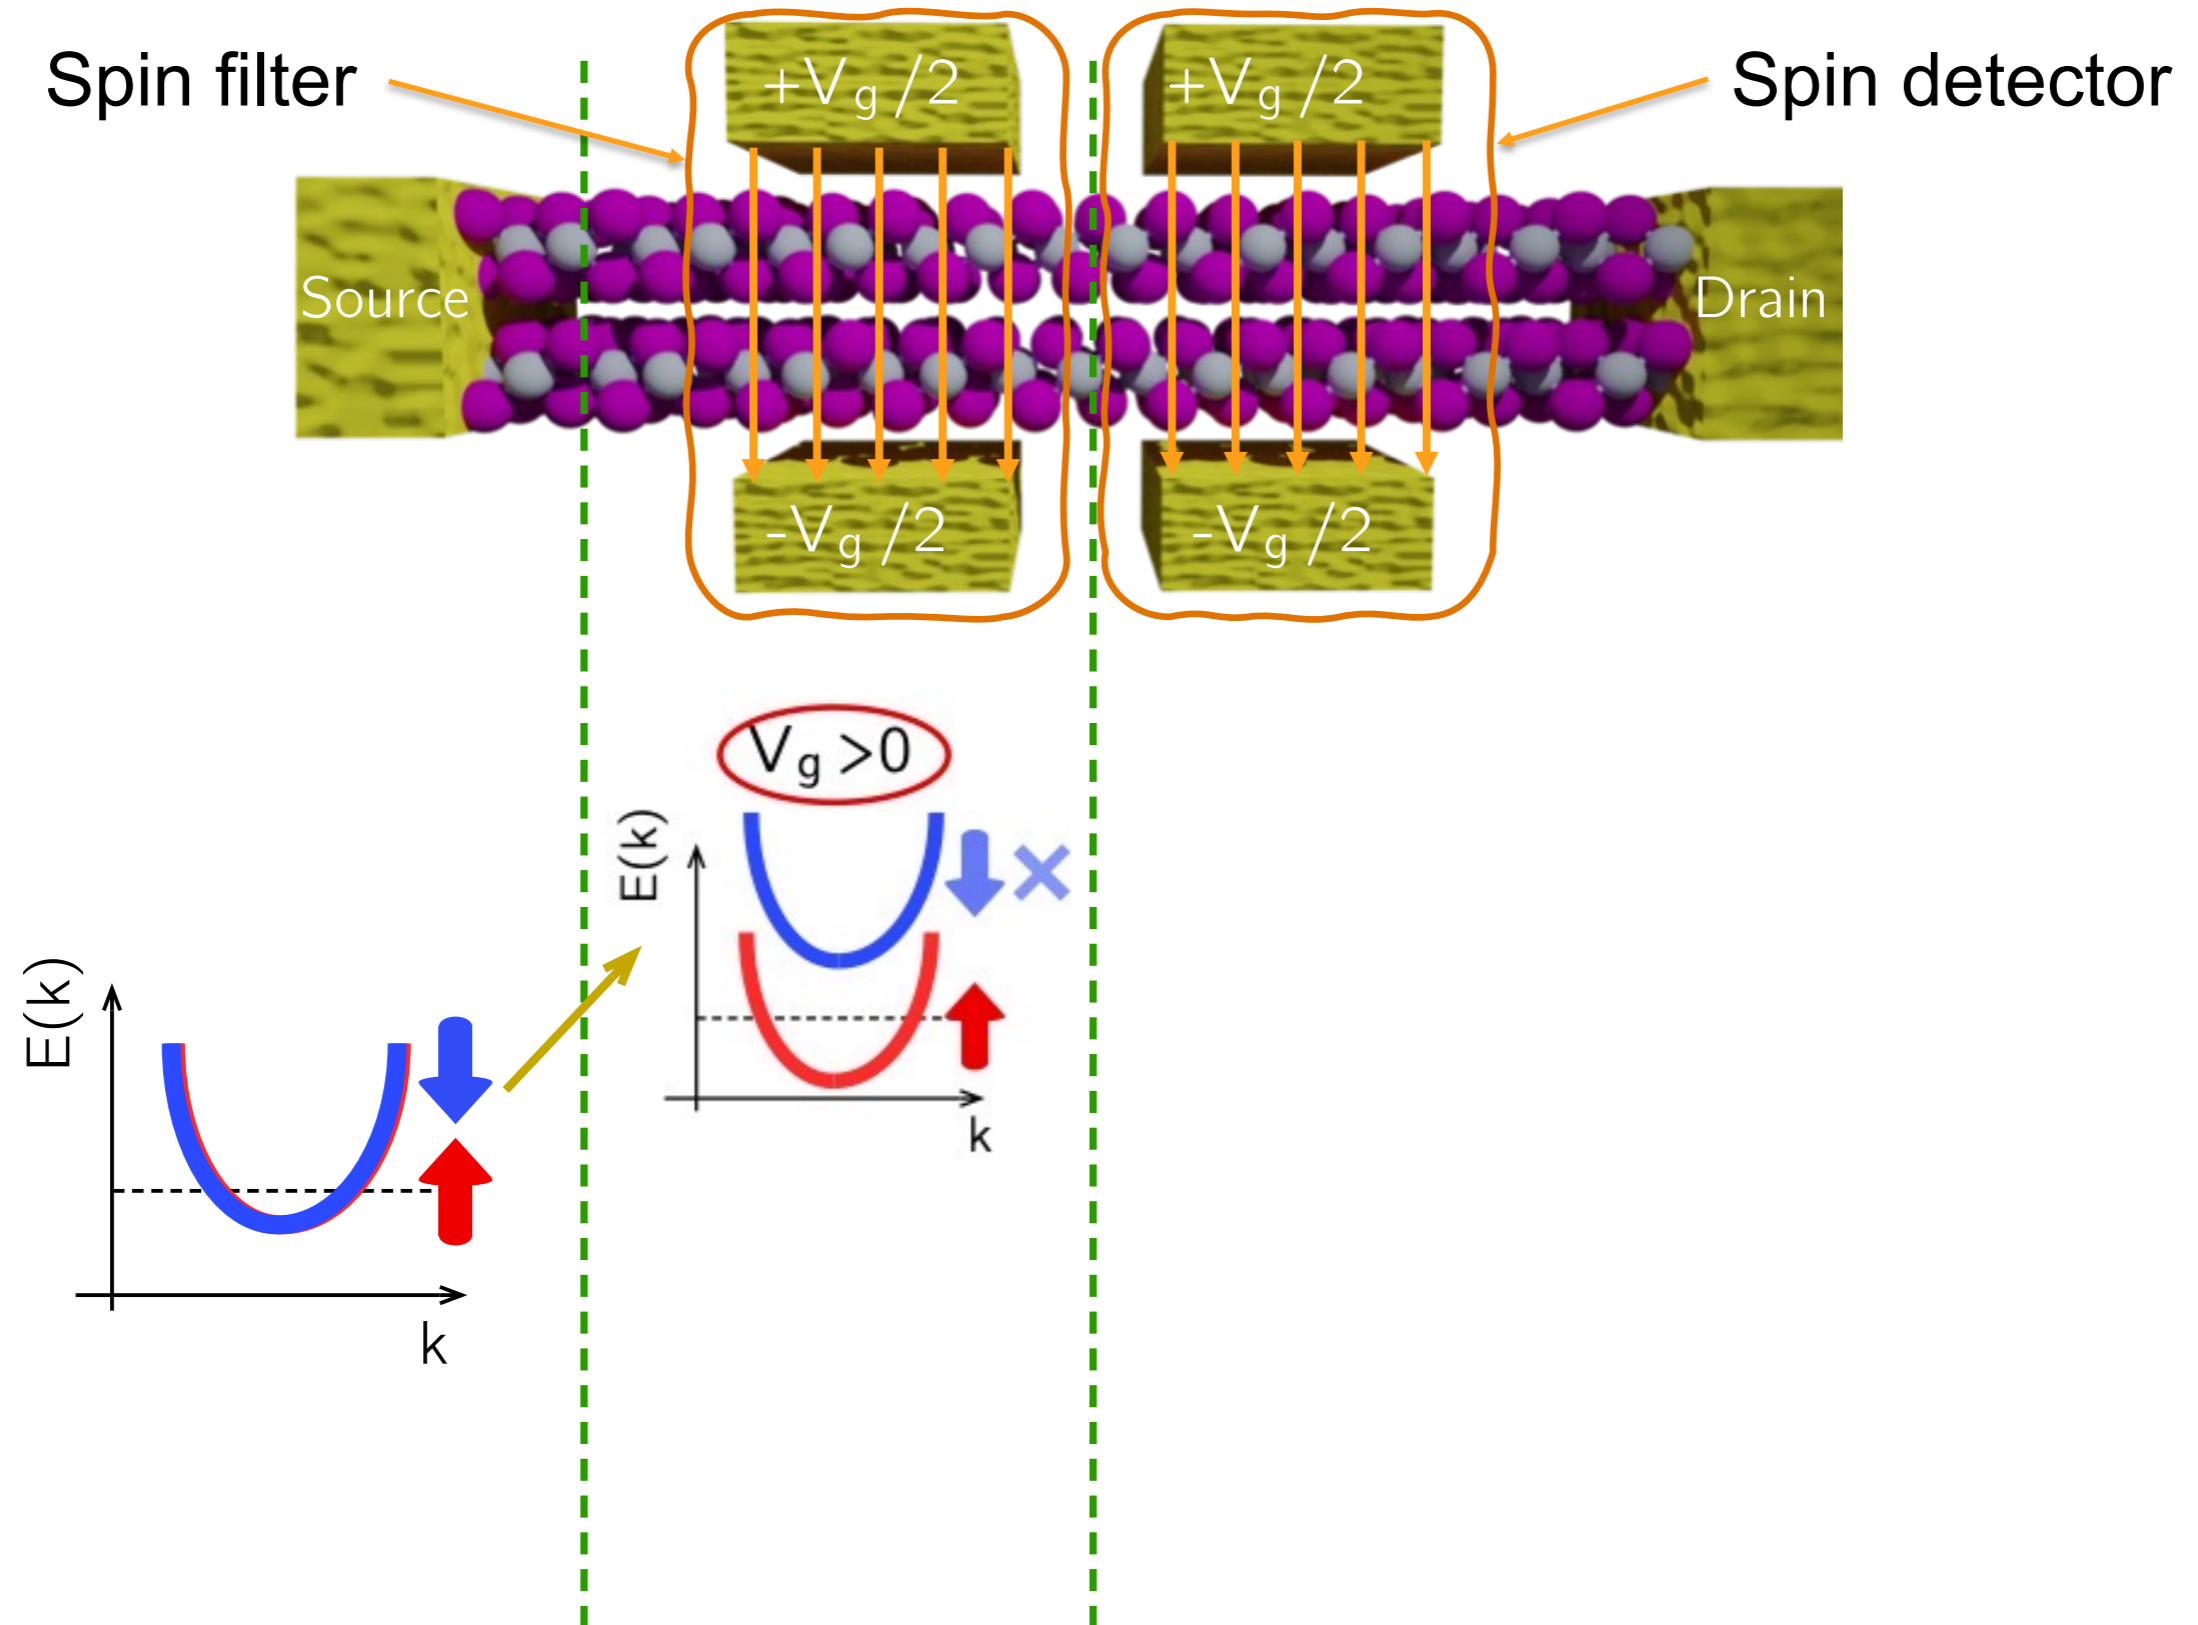 Spin filter
Spin detector
+Vg /2
+Vg /2
Source
Drain
-Vg /2
-Vg /2
Vg >0
E(k)
k
E(k)
k